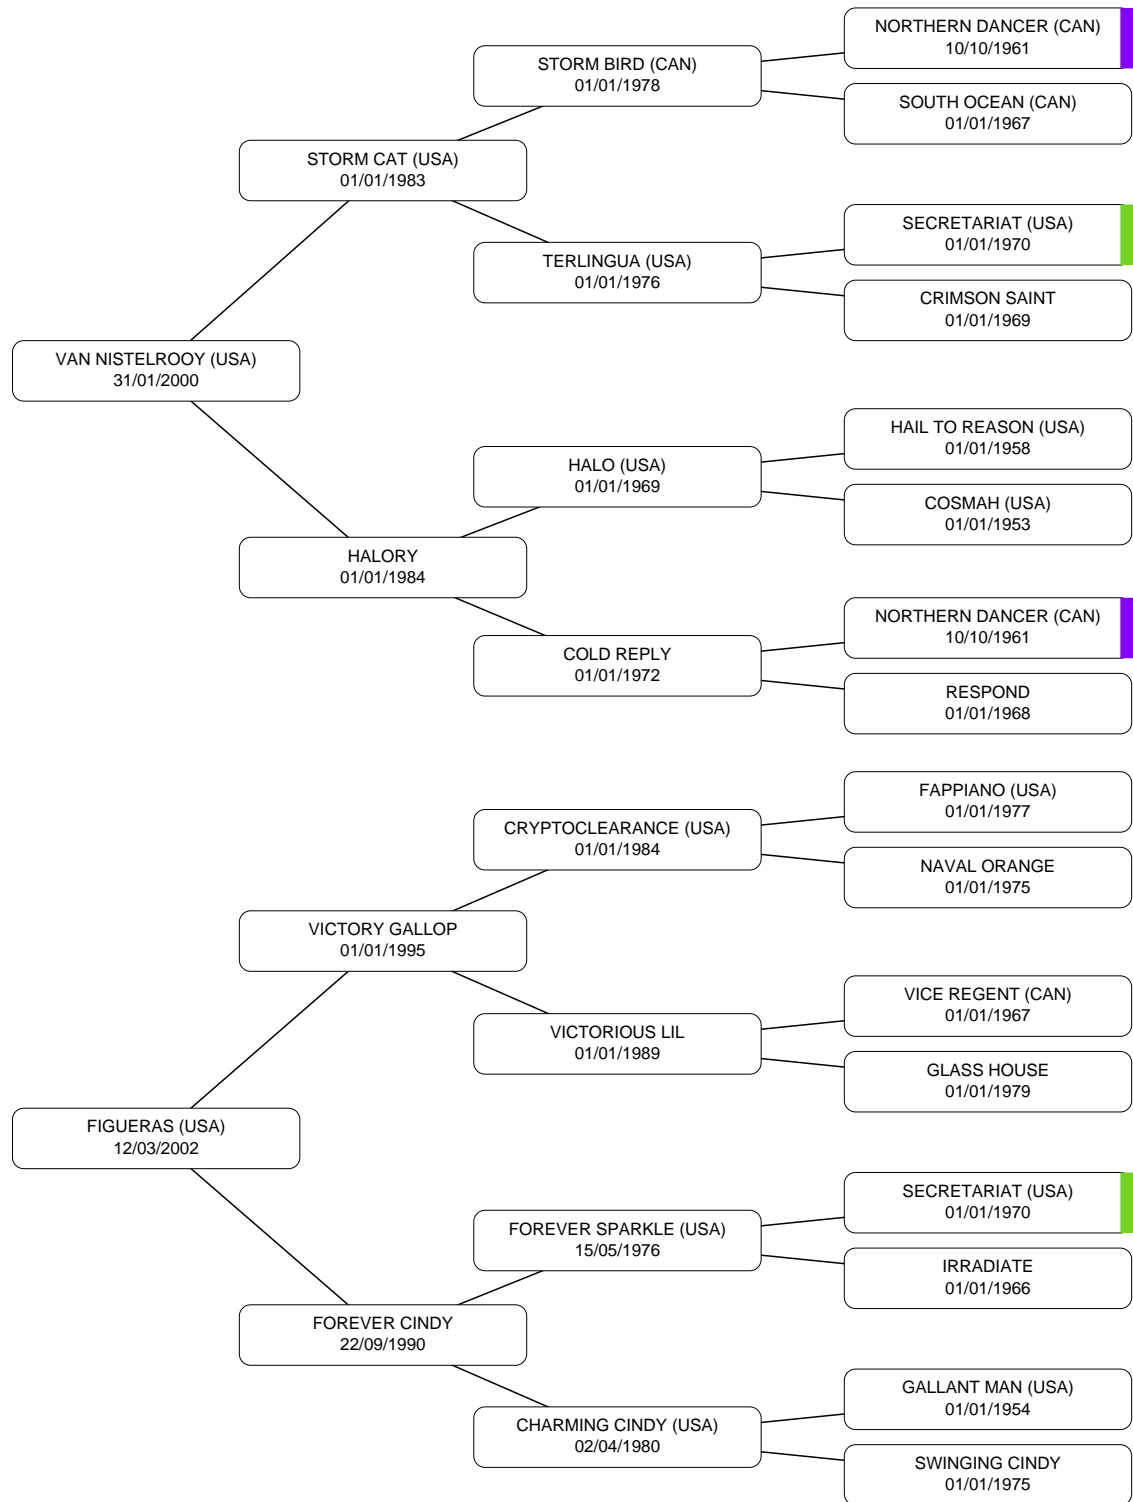 NORTHERN DANCER (CAN)
10/10/1961
STORM BIRD (CAN)
01/01/1978
SOUTH OCEAN (CAN)
01/01/1967
STORM CAT (USA)
01/01/1983
SECRETARIAT (USA)
01/01/1970
TERLINGUA (USA)
01/01/1976
CRIMSON SAINT
01/01/1969
VAN NISTELROOY (USA)
31/01/2000
HAIL TO REASON (USA)
01/01/1958
HALO (USA)
01/01/1969
COSMAH (USA)
01/01/1953
HALORY
01/01/1984
NORTHERN DANCER (CAN)
10/10/1961
COLD REPLY
01/01/1972
RESPOND
01/01/1968
FAPPIANO (USA)
01/01/1977
CRYPTOCLEARANCE (USA)
01/01/1984
NAVAL ORANGE
01/01/1975
VICTORY GALLOP
01/01/1995
VICE REGENT (CAN)
01/01/1967
VICTORIOUS LIL
01/01/1989
GLASS HOUSE
01/01/1979
FIGUERAS (USA)
12/03/2002
SECRETARIAT (USA)
01/01/1970
FOREVER SPARKLE (USA)
15/05/1976
IRRADIATE
01/01/1966
FOREVER CINDY
22/09/1990
GALLANT MAN (USA)
01/01/1954
CHARMING CINDY (USA)
02/04/1980
SWINGING CINDY
01/01/1975